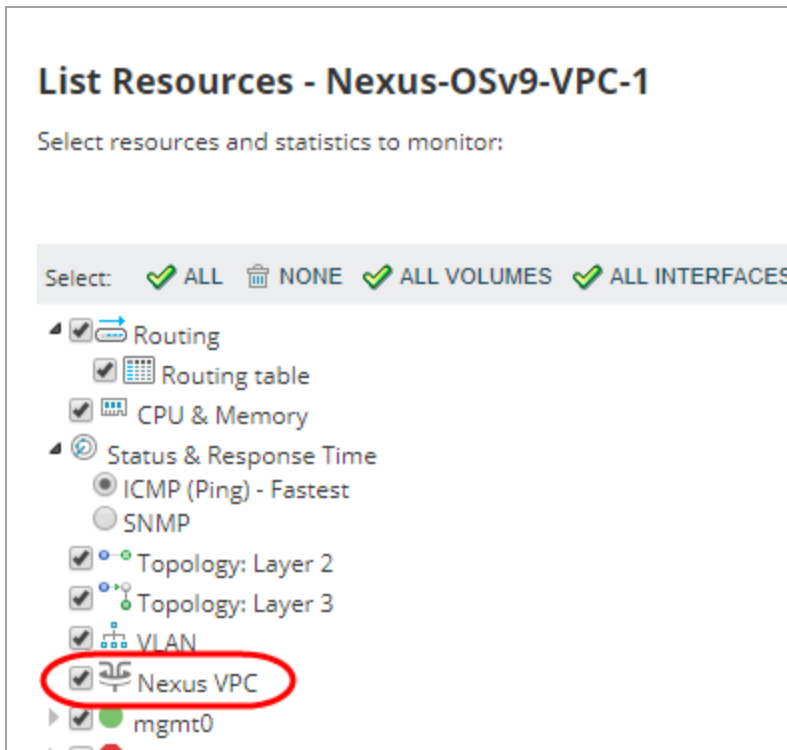 List Resources - Nexus-OSv9-VPC-1
Select resources and statistics to monitor:
Select: ALL NONE ALL VOLUMES ALL INTERFACES
Routing
Routing table
CPU & Memory
Status & Response Time
ICMP (Ping) - Fastest
SNMP
Topology: Layer 2
Topology: Layer 3
VLAN
Nexus VPC
mgmt0